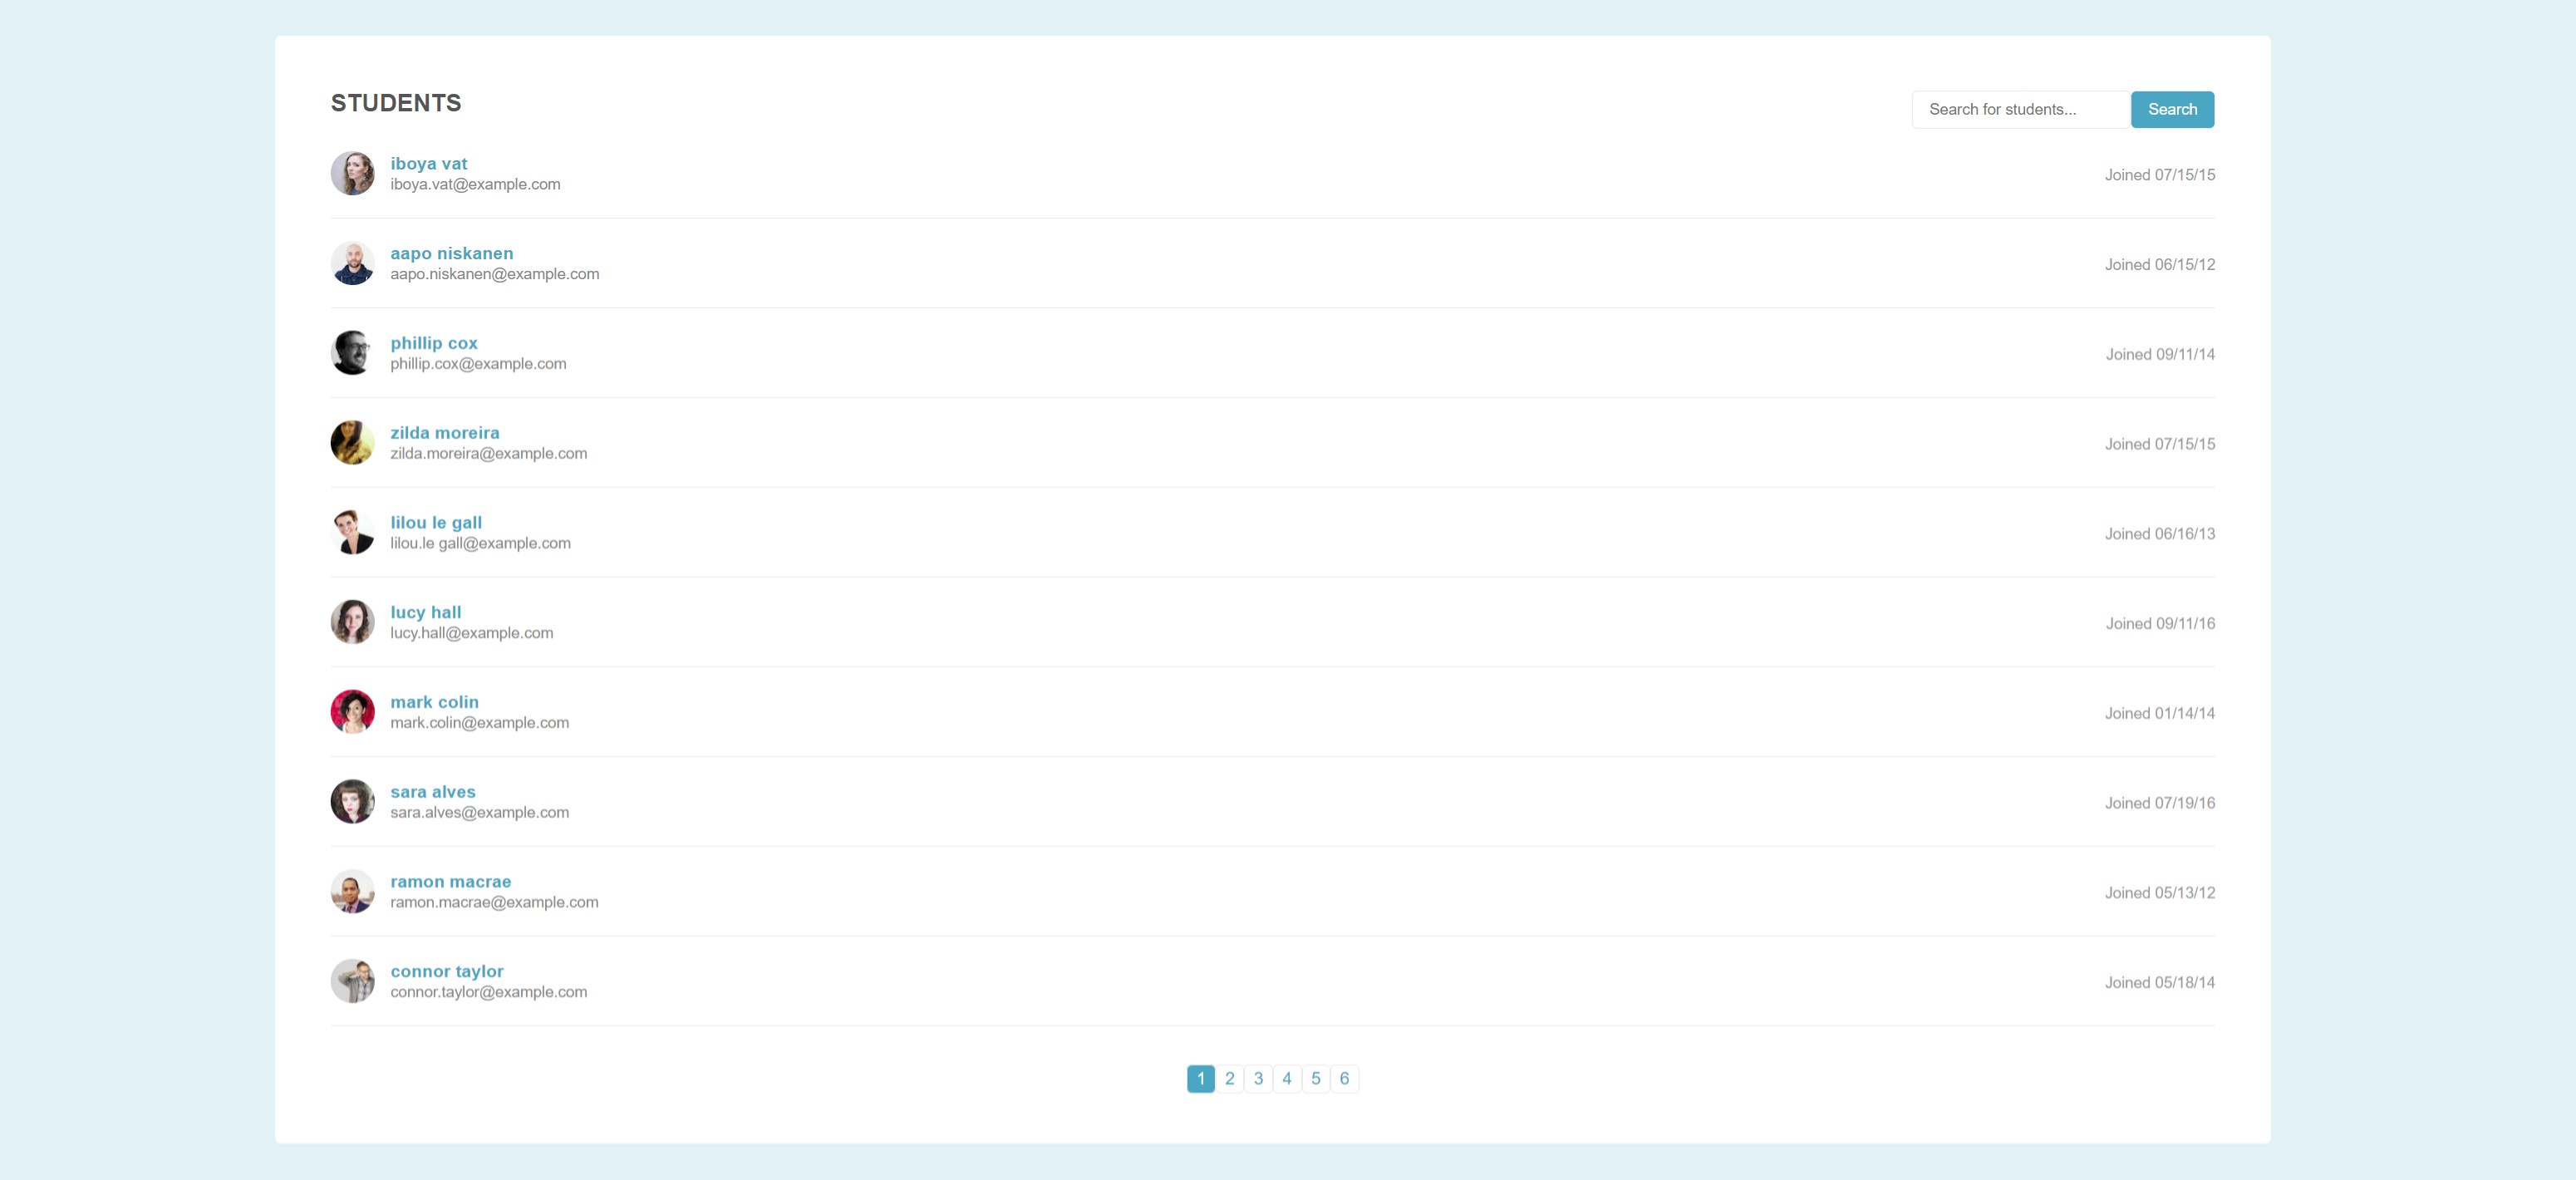 STUDENTS
Search for students...
Search
iboya vat
iboya.vat@example.com
Joined 07/15/15
aapo niskanen
aapo.niskanen@example.com
Joined 06/15/12
phillip cox
phillip.cox@example.com
Joined 09/11/14
zilda moreira
zilda.moreira@example.com
Joined 07/15/15
lilou le gall
lilou.le gall@example.com
Joined 06/16/13
lucy hall
lucy.hall@example.com
Joined 09/11/16
mark colin
mark.colin@example.com
Joined 01/14/14
sara alves
sara.alves@example.com
Joined 07/19/16
ramon macrae
ramon.macrae@example.com
Joined 05/13/12
connor taylor
connor.taylor@example.com
Joined 05/18/14
1 2 3 4 5 6